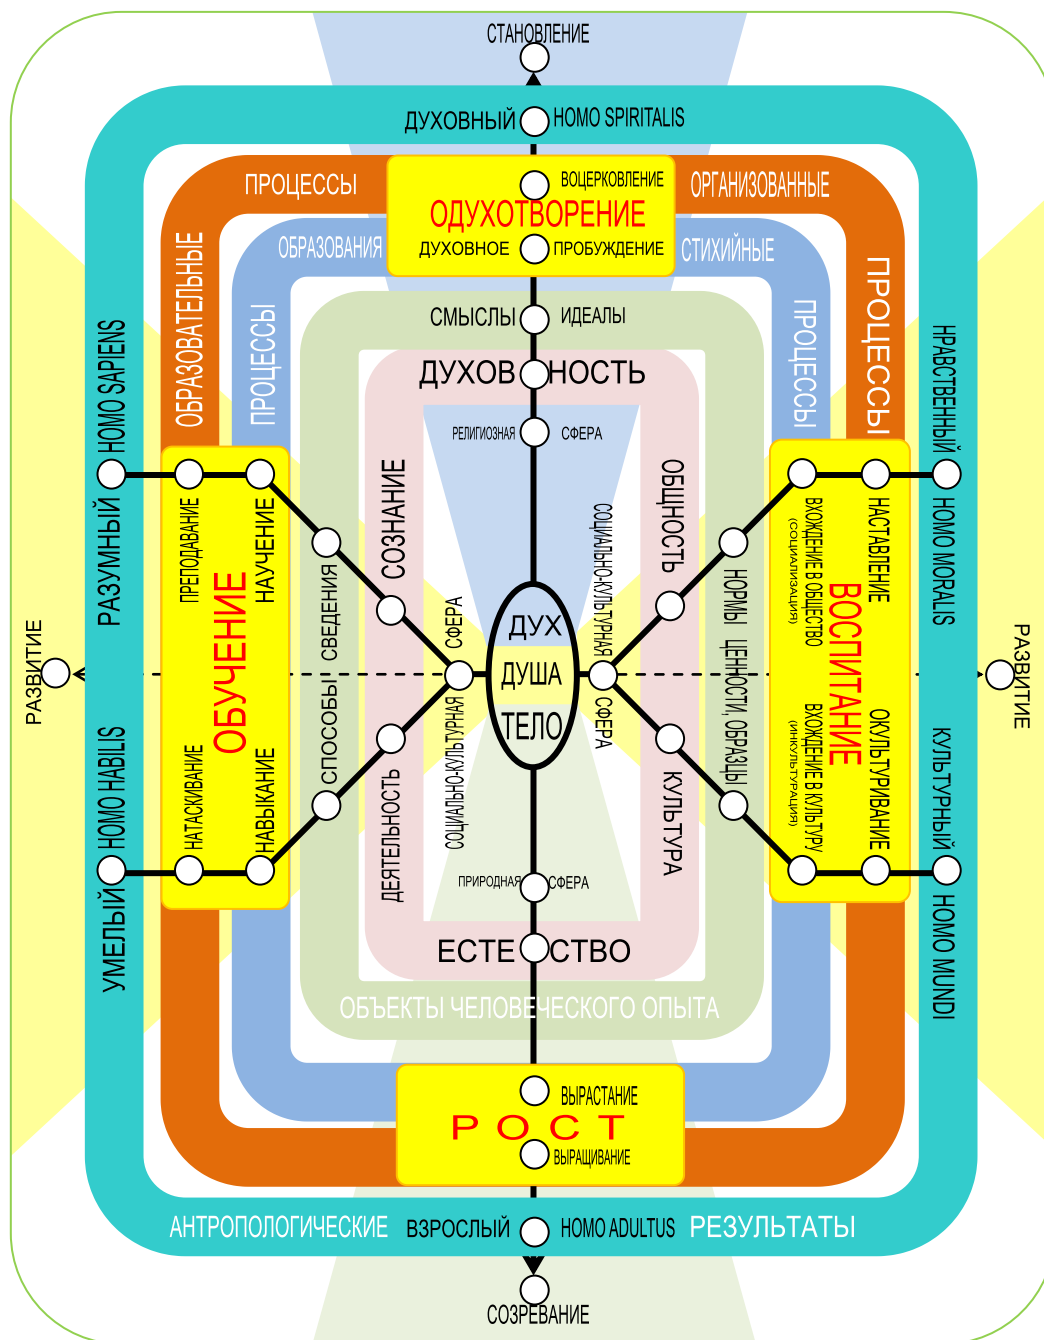 СТАНОВЛЕНИЕ
ДУХОВНЫЙ HOMO SPIRITALIS
ПРОЦЕССЫ
ВОЦЕРКОВЛЕНИЕ
ОРГАНИЗОВАННЫЕ
ОДУХОТВОРЕНИЕ
ОБРАЗОВАНИЯ
ДУХОВНОЕ ПРОБУЖДЕНИЕ
СТИХИЙНЫЕ
ОБРАЗОВАТЕЛЬНЫЕ
ПРОЦЕССЫ
ПРОЦЕССЫ
ПРОЦЕССЫ
СМЫСЛЫ ИДЕАЛЫ
ДУХОВ НОСТЬ
РЕЛИГИОЗНАЯ СФЕРА
HOMO SAPIENS
РАЗУМНЫЙ
НРАВСТВЕННЫЙ
HOMO MORALIS
ПРЕПОДАВАНИЕ
НАУЧЕНИЕ
ОБУЧЕНИЕ
НАТАСКИВАНИЕ
НАВЫКАНИЕ
СВЕДЕНИЯ
СПОСОБЫ
СОЗНАНИЕ
ДЕЯТЕЛЬНОСТЬ
СФЕРА
СОЦИАЛЬНО-КУЛЬТУРНАЯ
ДУХ
ДУША
ТЕЛО
СОЦИАЛЬНО-КУЛЬТУРНАЯ
СФЕРА
ОБЩНОСТЬ
КУЛЬТУРА
НОРМЫ ЦЕННОСТИ, ОБРАЗЦЫ
ВХОЖДЕНИЕ В ОБЩЕСТВО
(СОЦИАЛИЗАЦИЯ)
НАСТАВЛЕНИЕ
ВОСПИТАНИЕ
ВХОЖДЕНИЕ В КУЛЬТУРУ
(ИНКУЛЬТУРАЦИЯ)
ОКУЛЬТУРИВАНИЕ
РАЗВИТИЕ
РАЗВИТИЕ
HOMO HABILIS
УМЕЛЫЙ
КУЛЬТУРНЫЙ
HOMO MUNDI
ПРИРОДНАЯ СФЕРА
ЕСТЕ СТВО
ОБЪЕКТЫ ЧЕЛОВЕЧЕСКОГО ОПЫТА
ВЫРАСТАНИЕ
РОСТ
ВЫРАЩИВАНИЕ
АНТРОПОЛОГИЧЕСКИЕ ВЗРОСЛЫЙ HOMO ADULTUS РЕЗУЛЬТАТЫ
СОЗРЕВАНИЕ